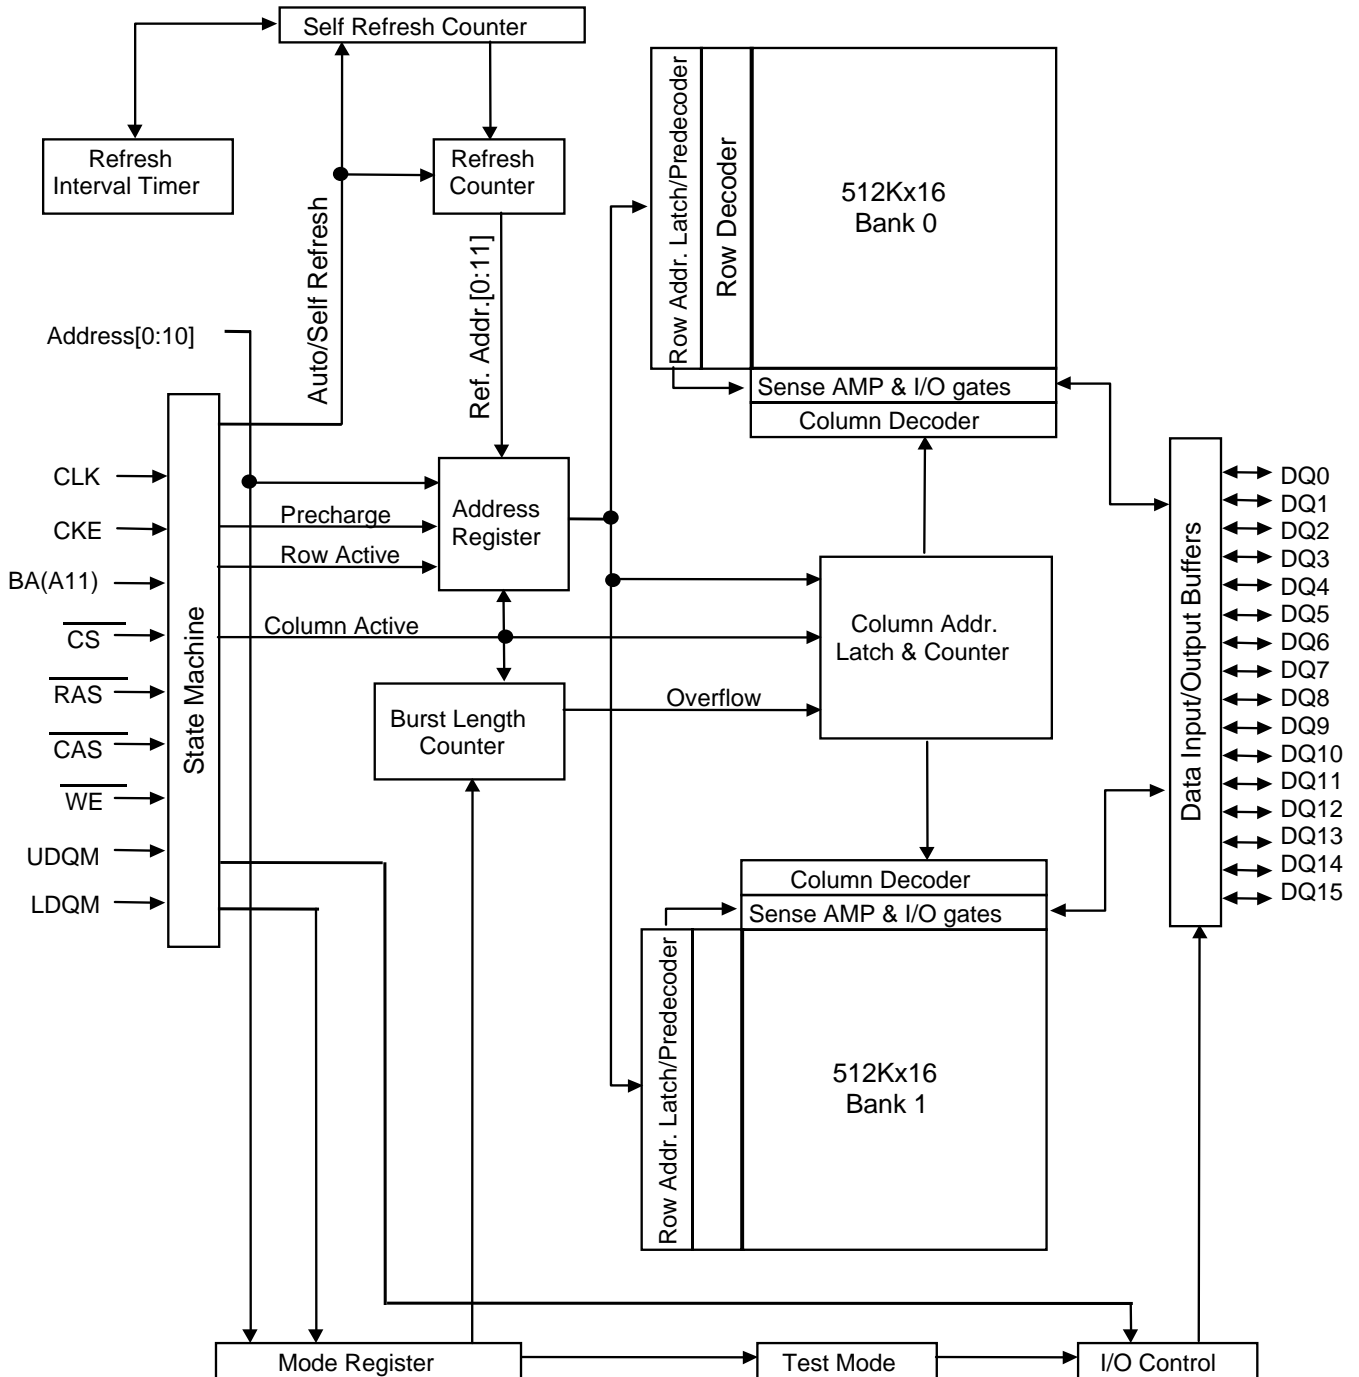 Self Refresh Counter
Refresh
Interval Timer
Refresh
Counter
Auto/Self Refresh
Ref. Addr.[0:11]
Address[0:10]
Row Addr. Latch/Predecoder
Row Decoder
512Kx16
Bank 0
Sense AMP & I/O gates
Column Decoder
CLK
CKE
BA(A11)
CS
RAS
CAS
WE
UDQM
LDQM
State Machine
Precharge
Row Active
Column Active
Address
Register
Burst Length
Counter
Overflow
Column Addr.
Latch & Counter
Data Input/Output Buffers
DQ0
DQ1
DQ2
DQ3
DQ4
DQ5
DQ6
DQ7
DQ8
DQ9
DQ10
DQ11
DQ12
DQ13
DQ14
DQ15
Column Decoder
Sense AMP & I/O gates
Row Addr. Latch/Predecoder
512Kx16
Bank 1
Mode Register
Test Mode
I/O Control